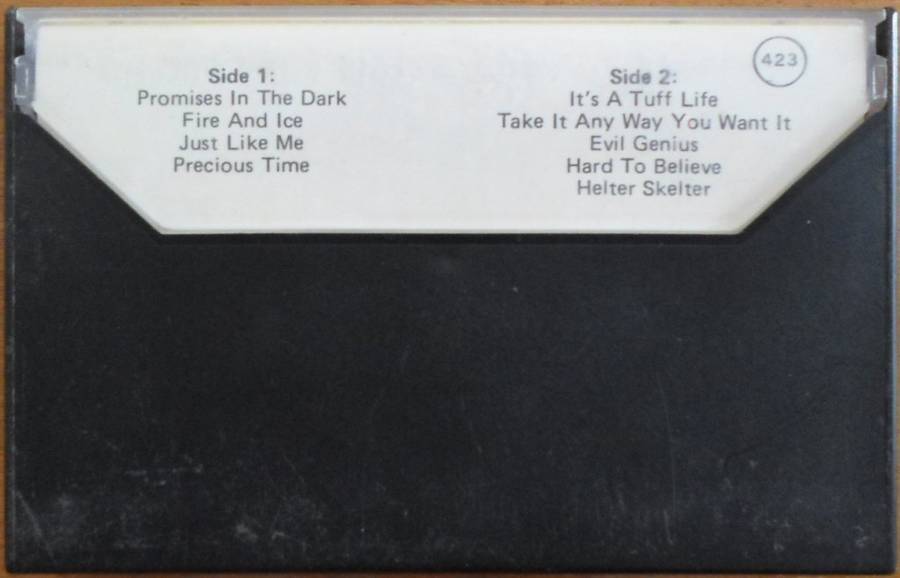 Side 1:
Promises In The Dark
Fire And Ice
Just Like Me
Precious Time
423
Side 2:
It's A Tuff Life
Take It Any Way You Want It
Evil Genius
Hard To Believe
Helter Skelter